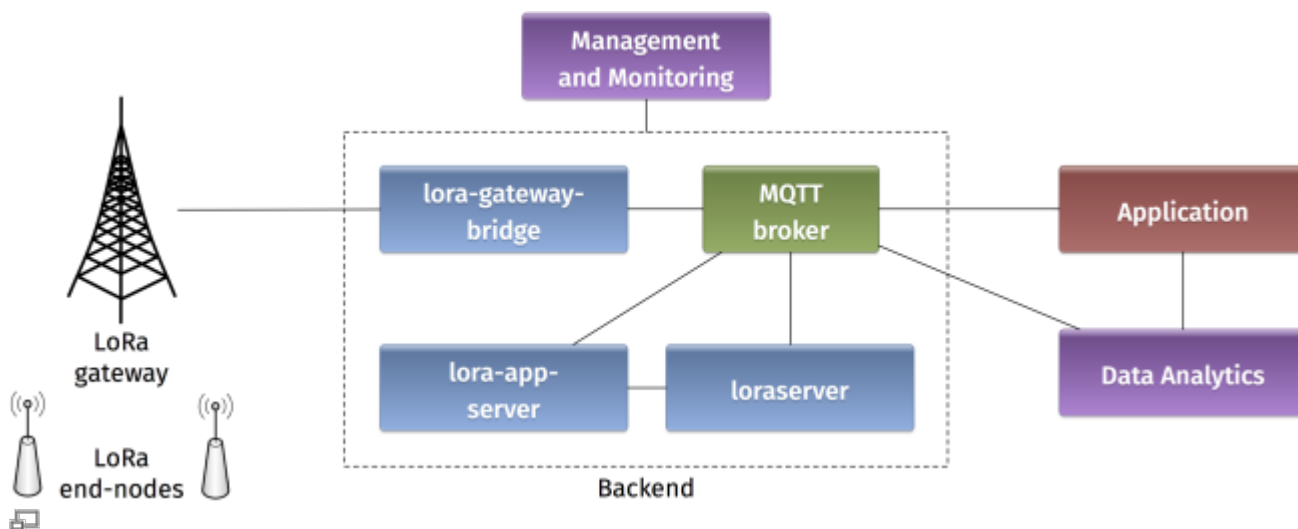 Management
and Monitoring
lora-gateway-
bridge
MQTT
broker
Application
LoRa
gateway
lora-app-
server
loraserver
Data Analytics
LoRa
end-nodes
Backend